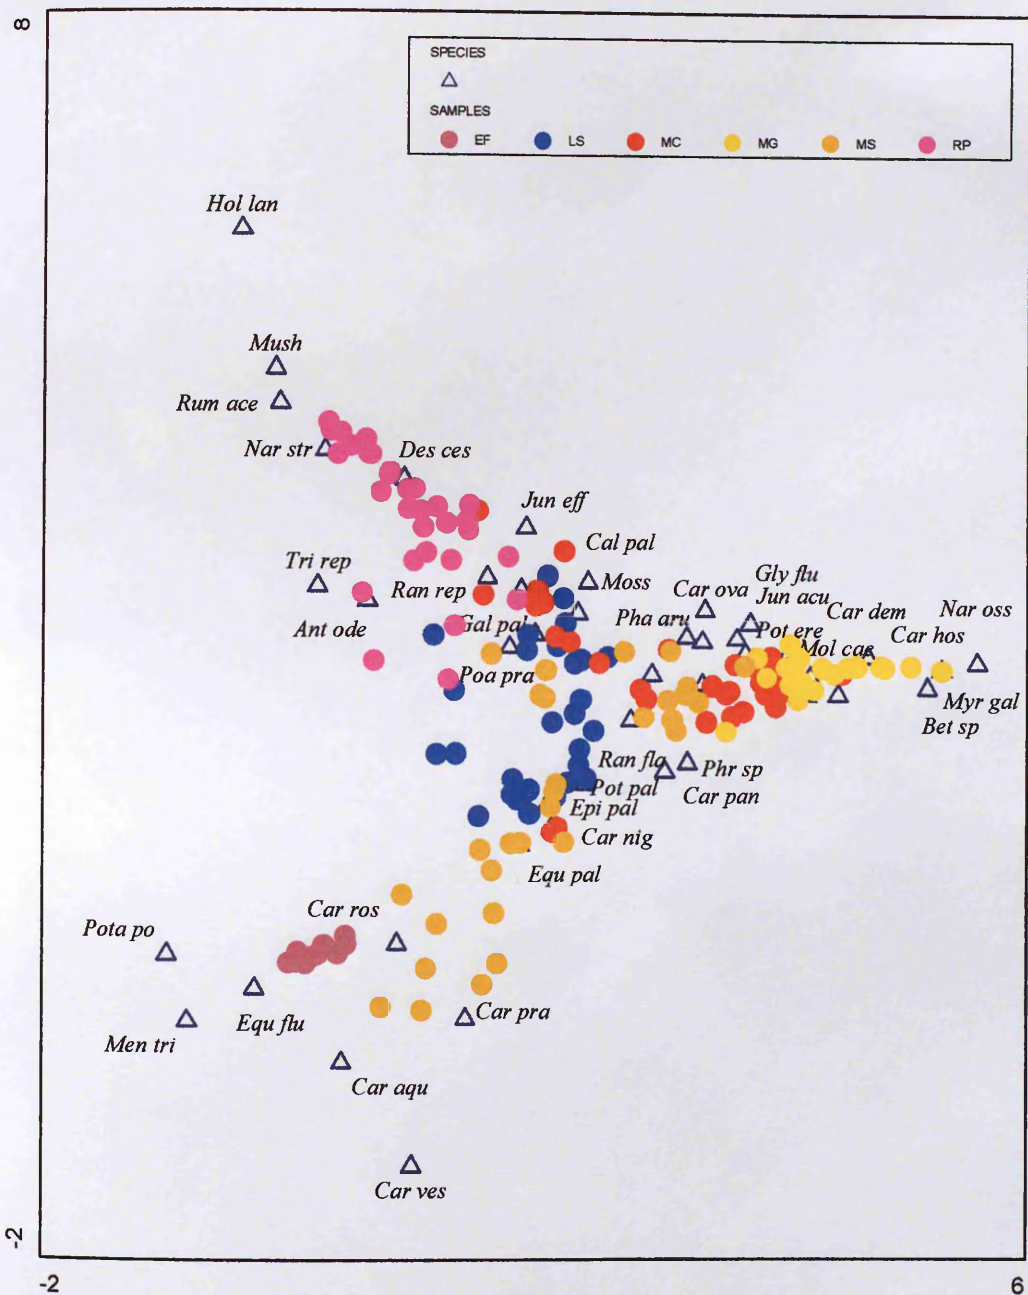 8
SPECIES
SAMPLES
EF LS MC MG MS RP
Hol lan
Mush
Rum ace
Nar str
Des ces
Jun eff
Cal pal
Tri rep
Ran rep
Moss
Car ova
Gly flu
Jun acu
Car dem
Nar oss
Ant ode
Gal pal
Pha aru
Pot ere
Car hos
Mol cae
Poa pra
Myr gal
Bet sp
Ran fla
Phr sp
Pot pal
Car pan
Epi pal
Car nig
Equ pal
Car ros
Pota po
Equ flu
Car pra
Men tri
Car aqu
Car ves
-2
-2 6